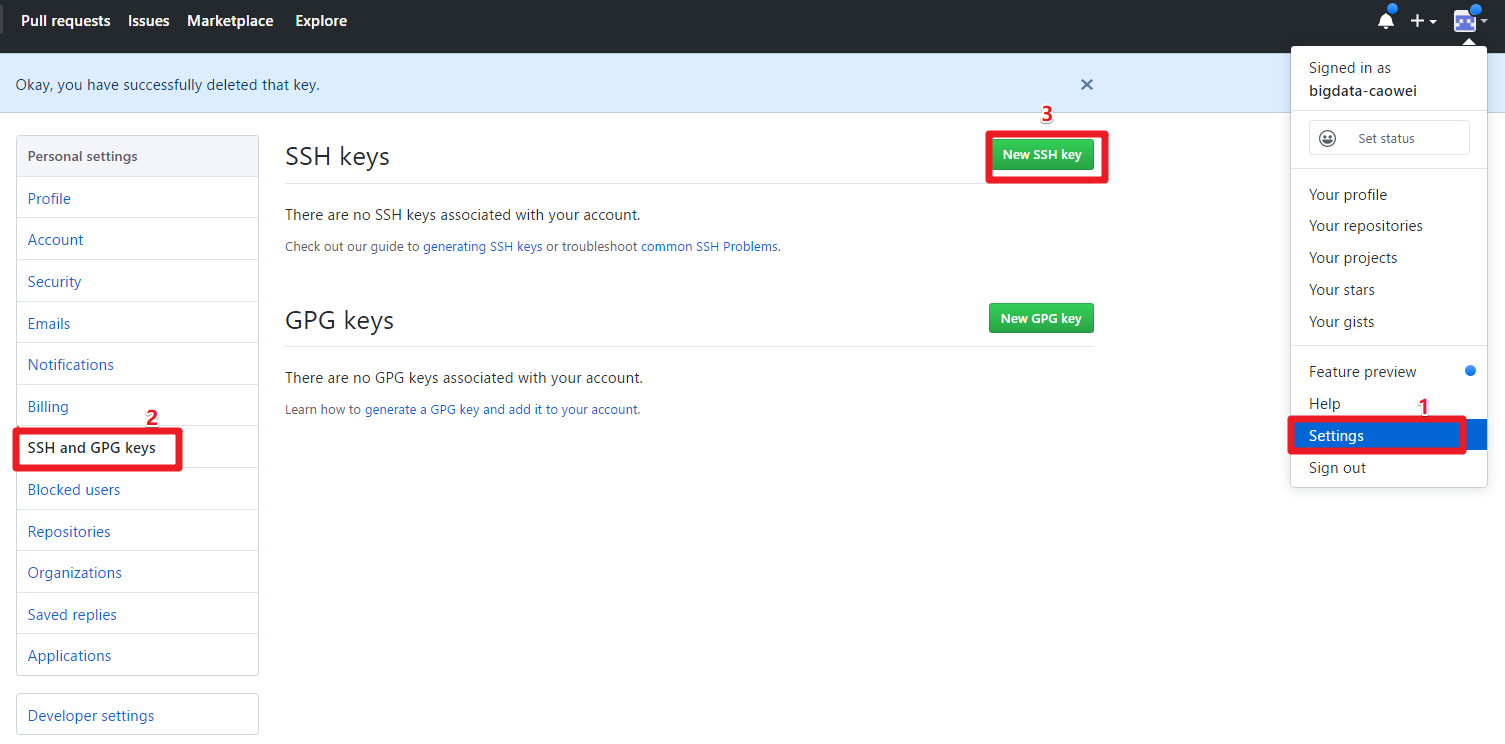 Pull requests Issues Marketplace Explore
Okay, you have successfully deleted that key.
Personal settings
Profile
Account
Security
Emails
Notifications
Billing
2
SSH and GPG keys
Blocked users
Repositories
Organizations
Saved replies
Applications
Developer settings
SSH keys
3
New SSH key
There are no SSH keys associated with your account.
Check out our guide to generating SSH keys or troubleshoot common SSH Problems.
GPG keys
New GPG key
There are no GPG keys associated with your account.
Learn how to generate a GPG key and add it to your account.
Signed in as
bigdata-caowei
Set status
Your profile
Your repositories
Your projects
Your stars
Your gists
Feature preview
Help
1
Settings
Sign out